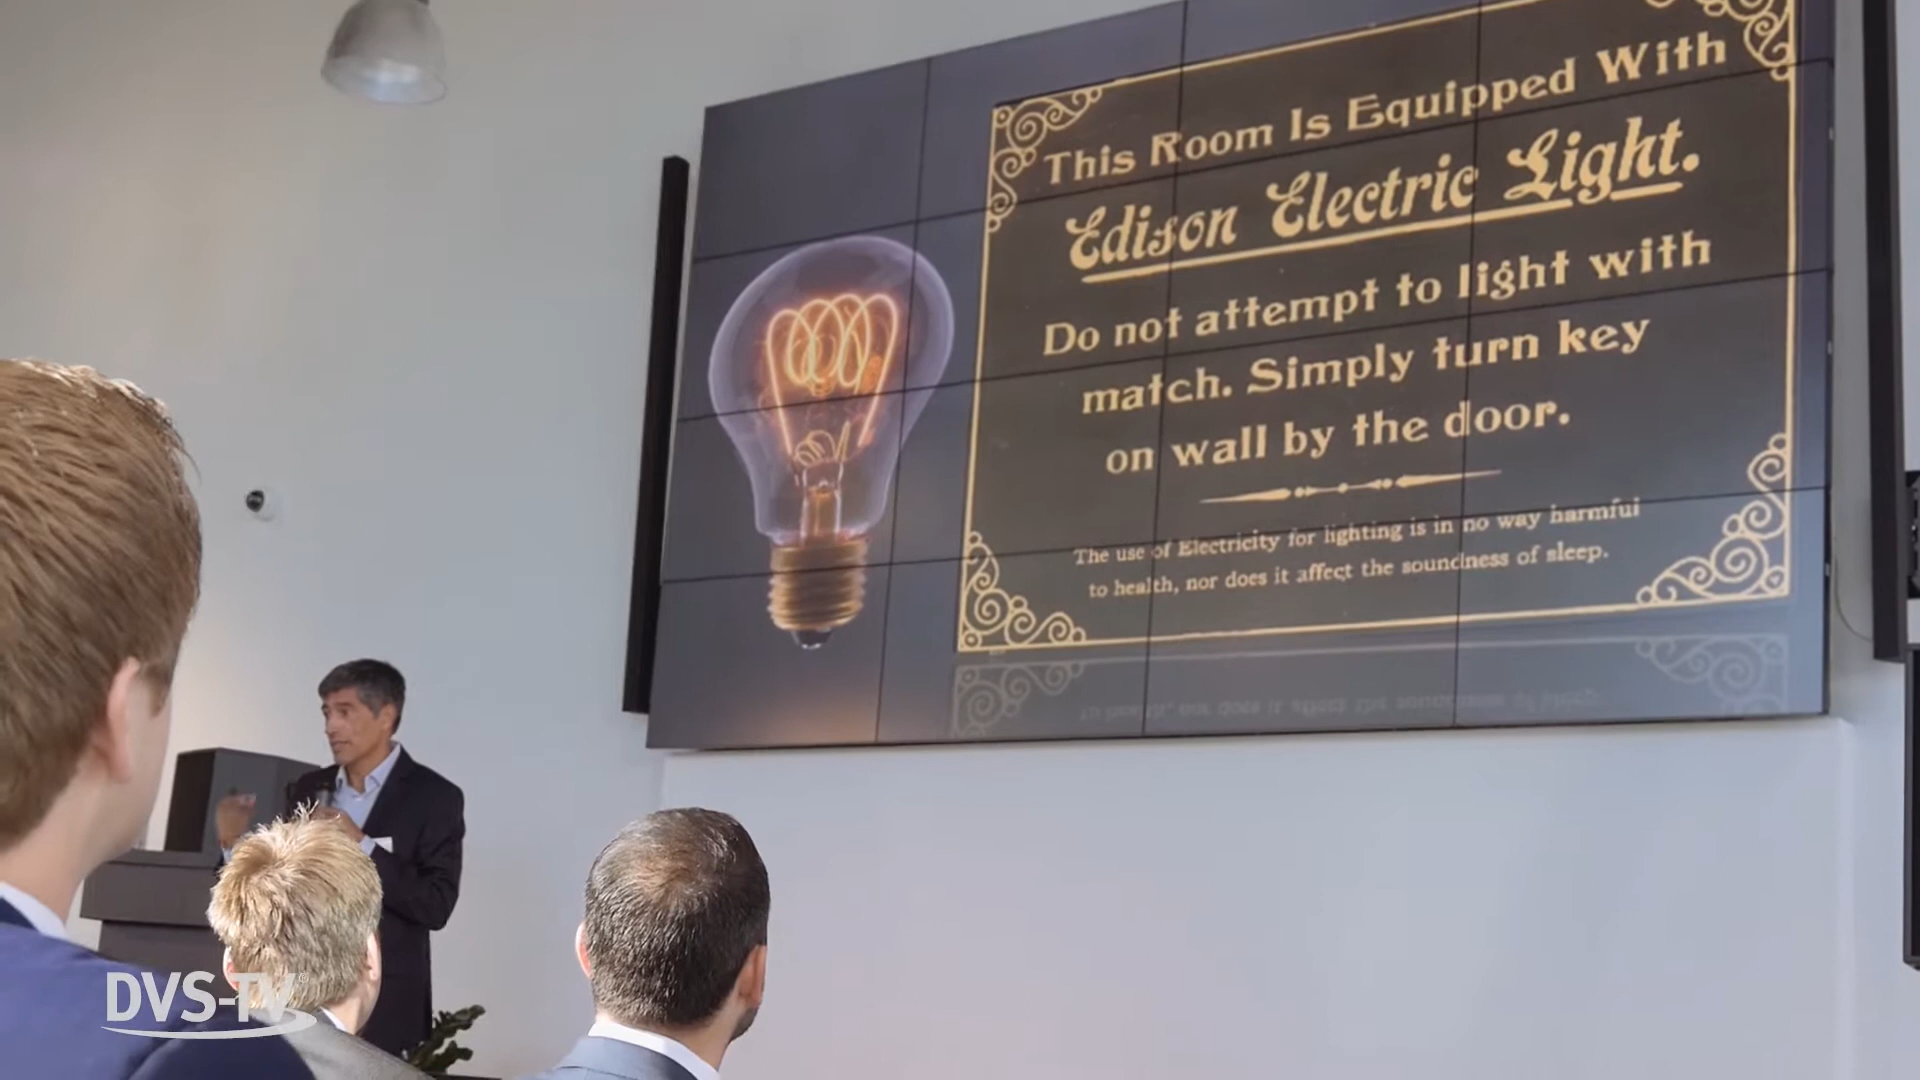 This Room Is Equipped With
Edison Electric Light.
Do not attempt to light with
match. Simply turn key
on wall by the door.
The use of Electricity for lighting is in no way harmful
to health, nor does it affect the soundness of sleep.
DVS-TV®